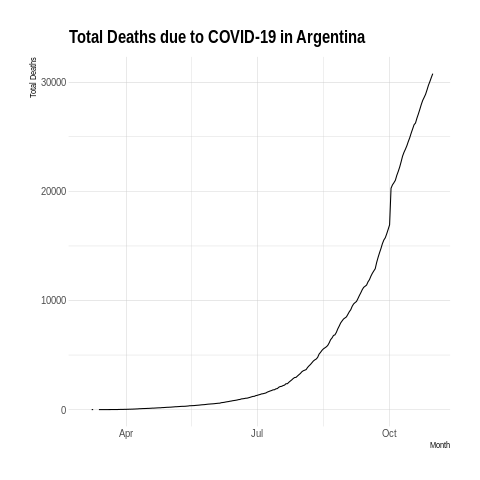 Total Deaths due to COVID-19 in Argentina
Total Deaths
30000
20000
10000
0
Apr
Jul
Oct
Month